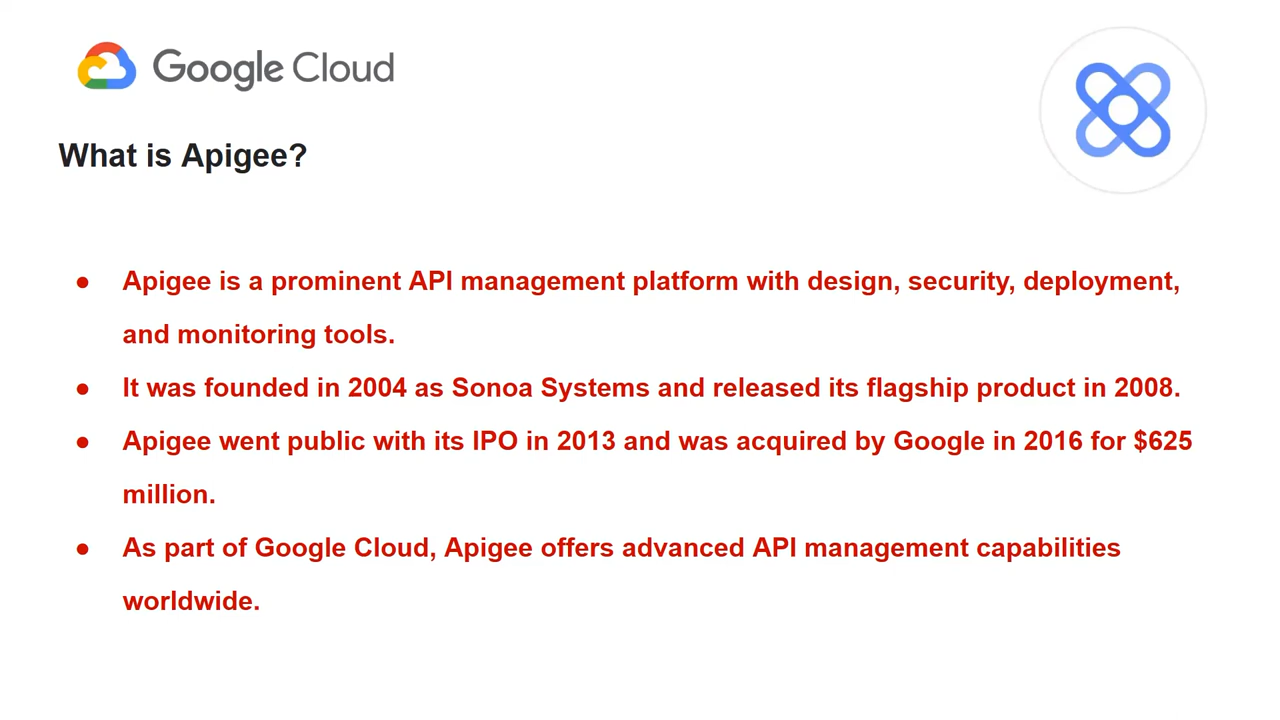 Google Cloud
What is Apigee?
● Apigee is a prominent API management platform with design, security, deployment,
and monitoring tools.
● It was founded in 2004 as Sonoa Systems and released its flagship product in 2008.
● Apigee went public with its IPO in 2013 and was acquired by Google in 2016 for $625
million.
● As part of Google Cloud, Apigee offers advanced API management capabilities
worldwide.